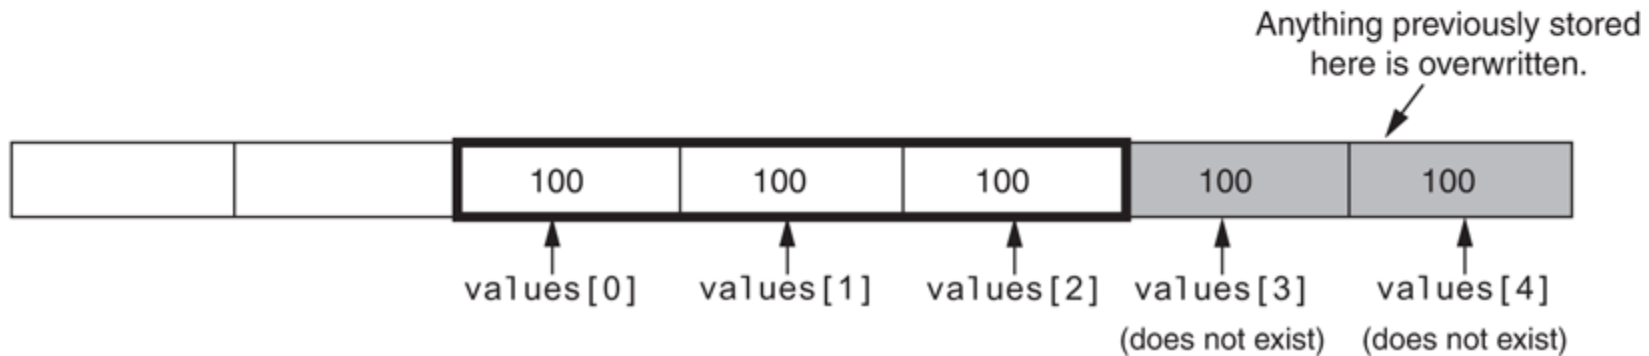 Anything previously stored
here is overwritten.
100 100 100 100 100
values[0] values[1] values[2] values[3] values[4]
(does not exist) (does not exist)